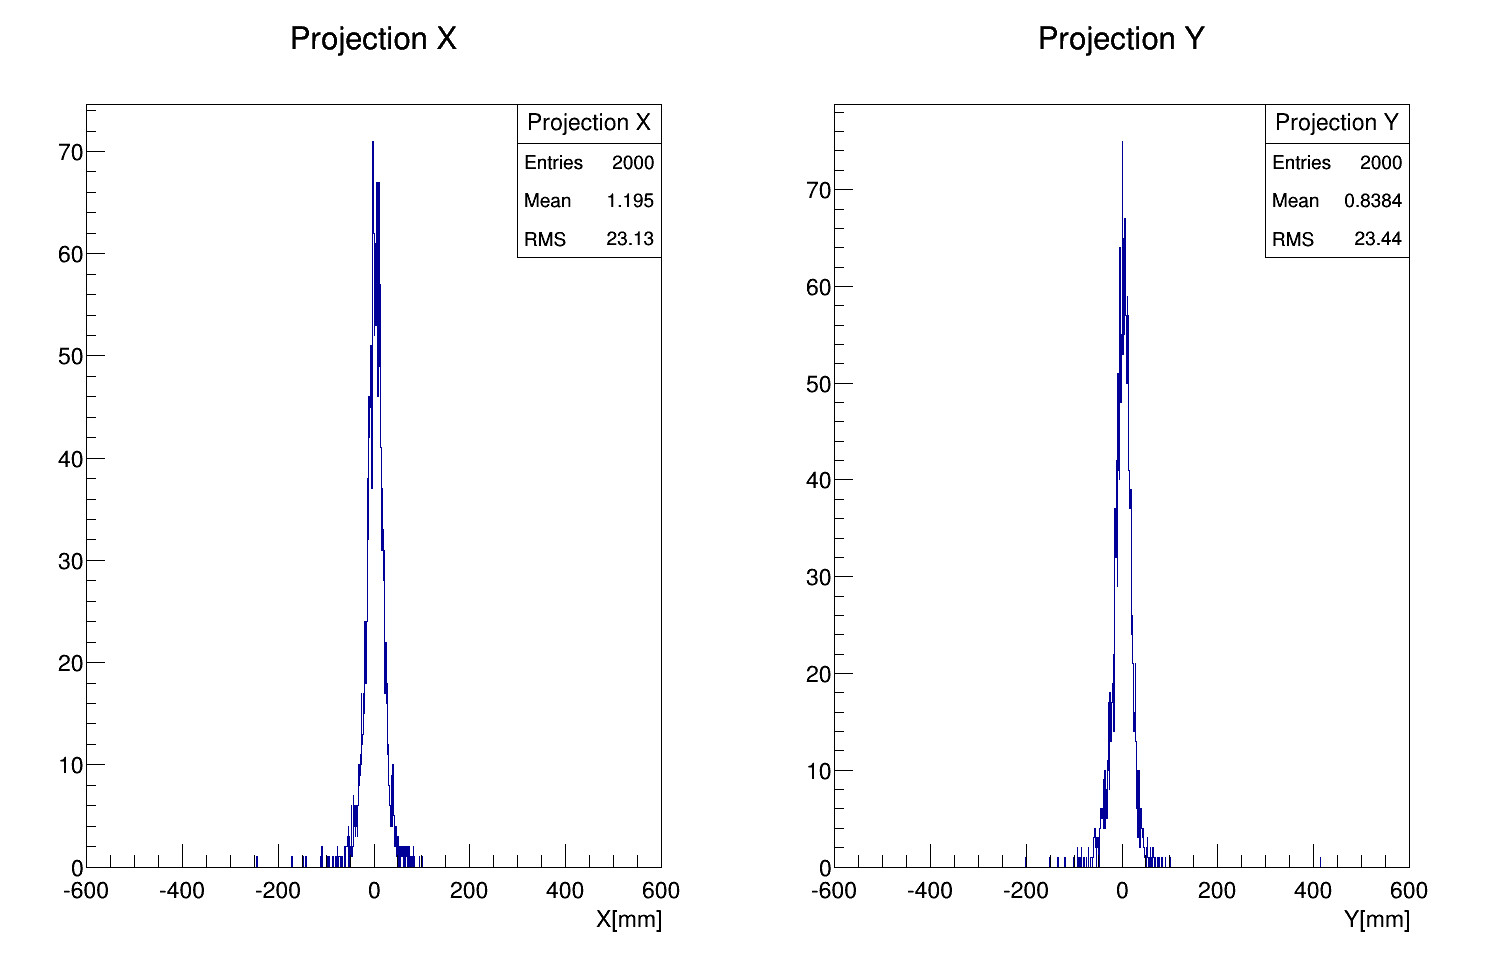 Projection X
Projection X
Entries 2000
Mean 1.195
RMS 23.13
70
60
50
40
30
20
10
0
-600 -400 -200 0 200 400 600
X[mm]
Projection Y
Projection Y
Entries 2000
Mean 0.8384
RMS 23.44
70
60
50
40
30
20
10
0
-600 -400 -200 0 200 400 600
Y[mm]